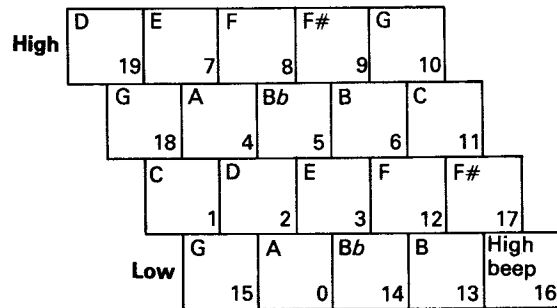 High D E F F# G
19 7 8 9 10
G A Bb B C
18 4 5 6 11
C D E F F#
1 2 3 12 17
Low G A Bb B High beep
15 0 14 13 16